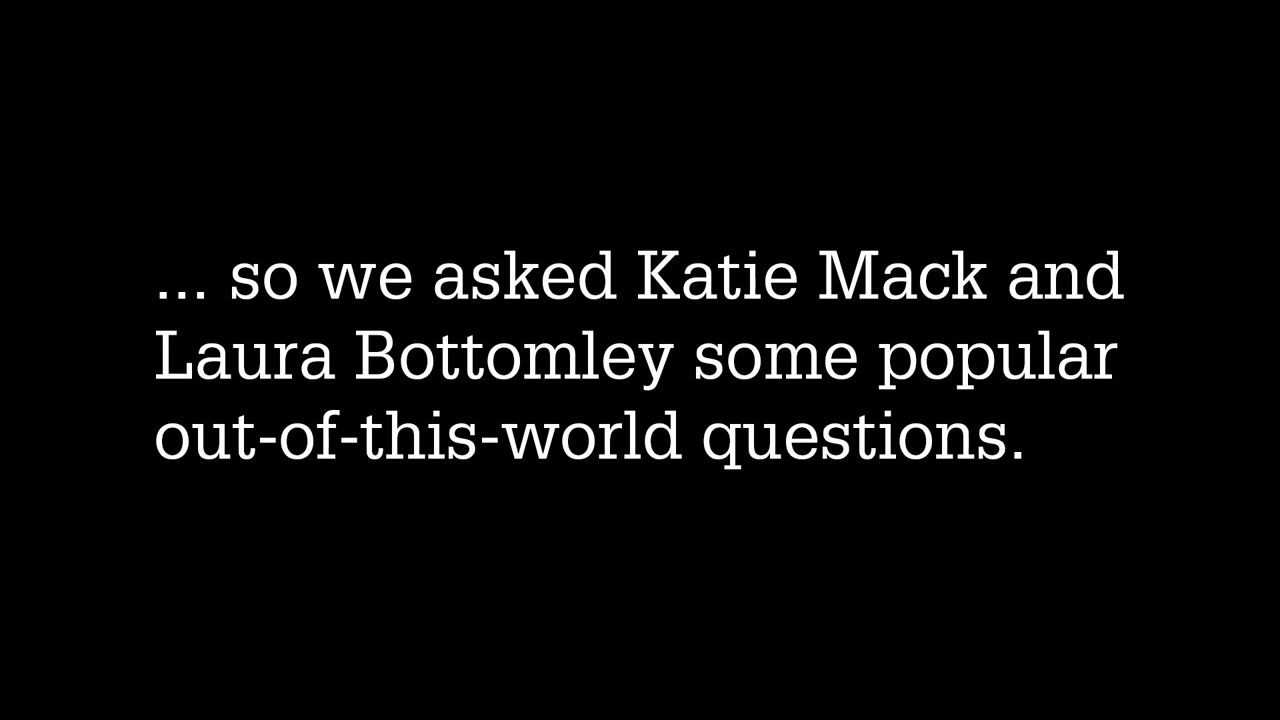 ... so we asked Katie Mack and
Laura Bottomley some popular
out-of-this-world questions.